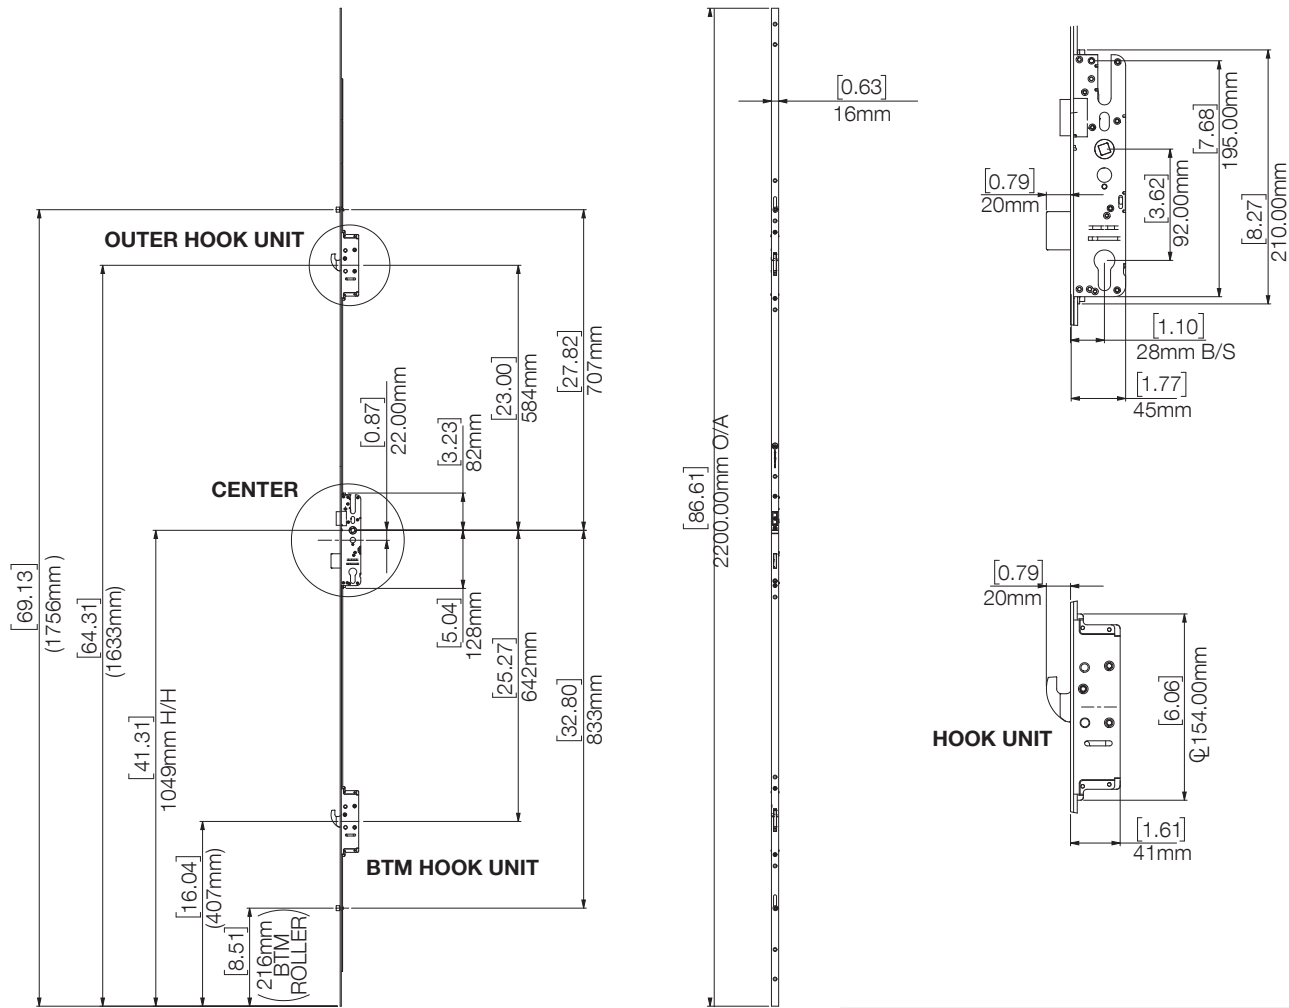 OUTER HOOK UNIT
CENTER
BTM HOOK UNIT
[69.13]
(1756mm)
[64.31]
(1633mm)
[41.31]
1049mm H/H
[16.04]
(407mm)
[8.51]
(216mm
BTM
ROLLER)
[0.87]
22.00mm
[3.23]
82mm
[23.00]
584mm
[27.82]
707mm
[5.04]
128mm
[25.27]
642mm
[32.80]
833mm
[86.61]
2200.00mm O/A
[0.63]
16mm
[0.79]
20mm
[3.62]
92.00mm
[7.68]
195.00mm
[8.27]
210.00mm
[1.10]
28mm B/S
[1.77]
45mm
[0.79]
20mm
HOOK UNIT
[6.06]
℄154.00mm
[1.61]
41mm